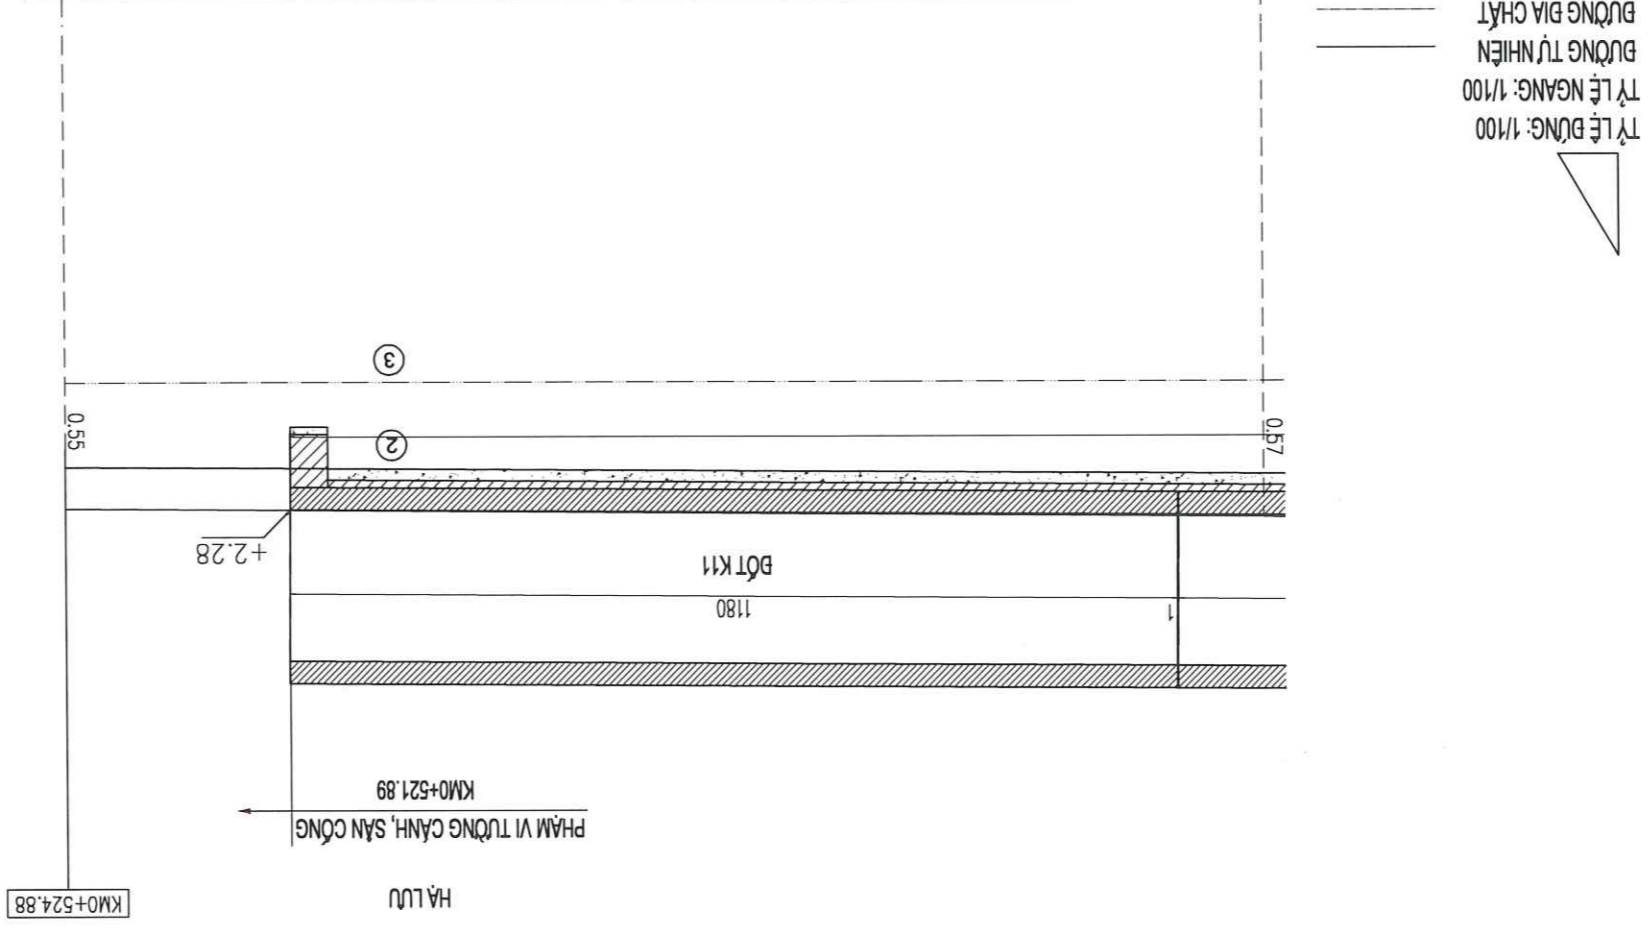 HẠ LƯU
KM0+524.88
PHẠM VI TƯỜNG CÁNH, SÂN CỐNG
KM0+521.89
1
1180
ĐỐT K11
+2.28
0.57
2
0.55
3
TỶ LỆ ĐỨNG: 1/100
TỶ LỆ NGANG: 1/100
ĐƯỜNG TỰ NHIÊN
ĐƯỜNG ĐỊA CHẤT